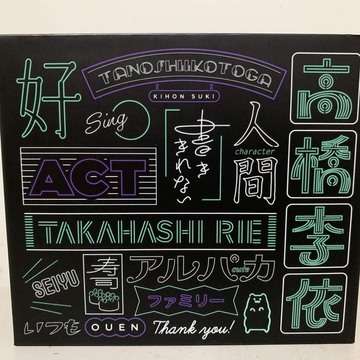 TANOSHIIKOTOGA
KIHON SUKI
好
Sing
書き
きれない
人間
character
ACT
TAKAHASHI RIE
高
橋
李
依
SEIYU
寿司
アルパカ
cute
ファミリー
いつも
OUEN
Thank you!